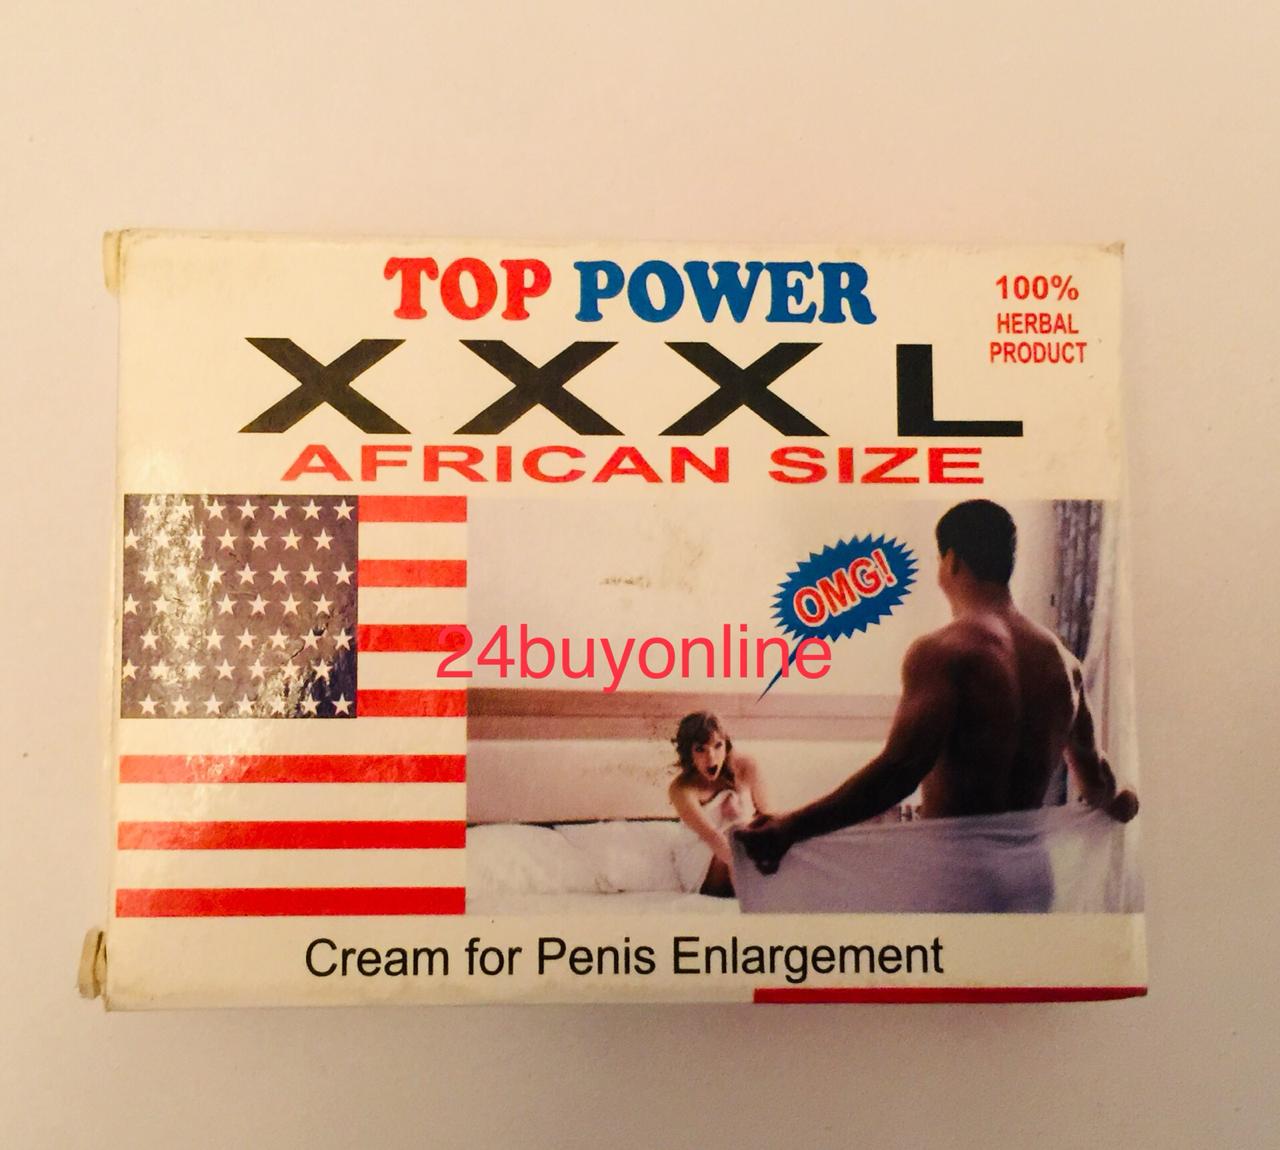 TOP POWER
100%
HERBAL
PRODUCT
XXXL
AFRICAN SIZE
OMG!
24buyonline
Cream for Penis Enlargement